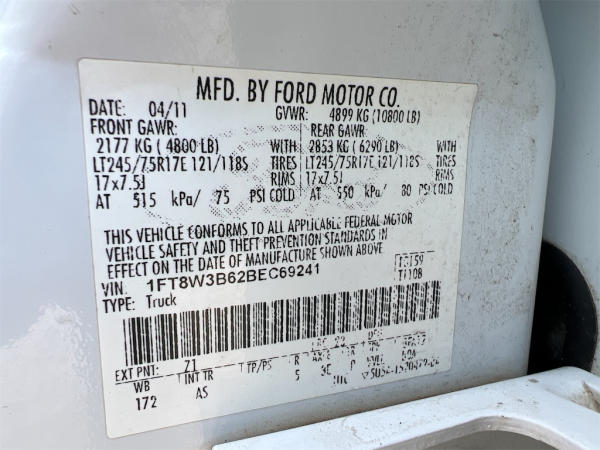 MFD. BY FORD MOTOR CO.
DATE: 04/11 GVWR: 4899 KG (10800 LB)
FRONT GAWR: REAR GAWR:
2177 KG ( 4800 LB) WITH 2853 KG ( 6290 LB) WITH
LT245/75R17E 121/118S TIRES LT245/75R17E 121/118S TIRES
17x7.5J RIMS 17x7.5J RIMS
AT 515 kPa/ 75 PSI COLD AT 550 kPa/ 80 PSI COLD
THIS VEHICLE CONFORMS TO ALL APPLICABLE FEDERAL MOTOR
VEHICLE SAFETY AND THEFT PREVENTION STANDARDS IN
EFFECT ON THE DATE OF MANUFACTURE SHOWN ABOVE
VIN: 1FT8W3B62BEC69241
TYPE: Truck
EXT PNT: Z1
WB INT TR TP/PS R
172 AS 5